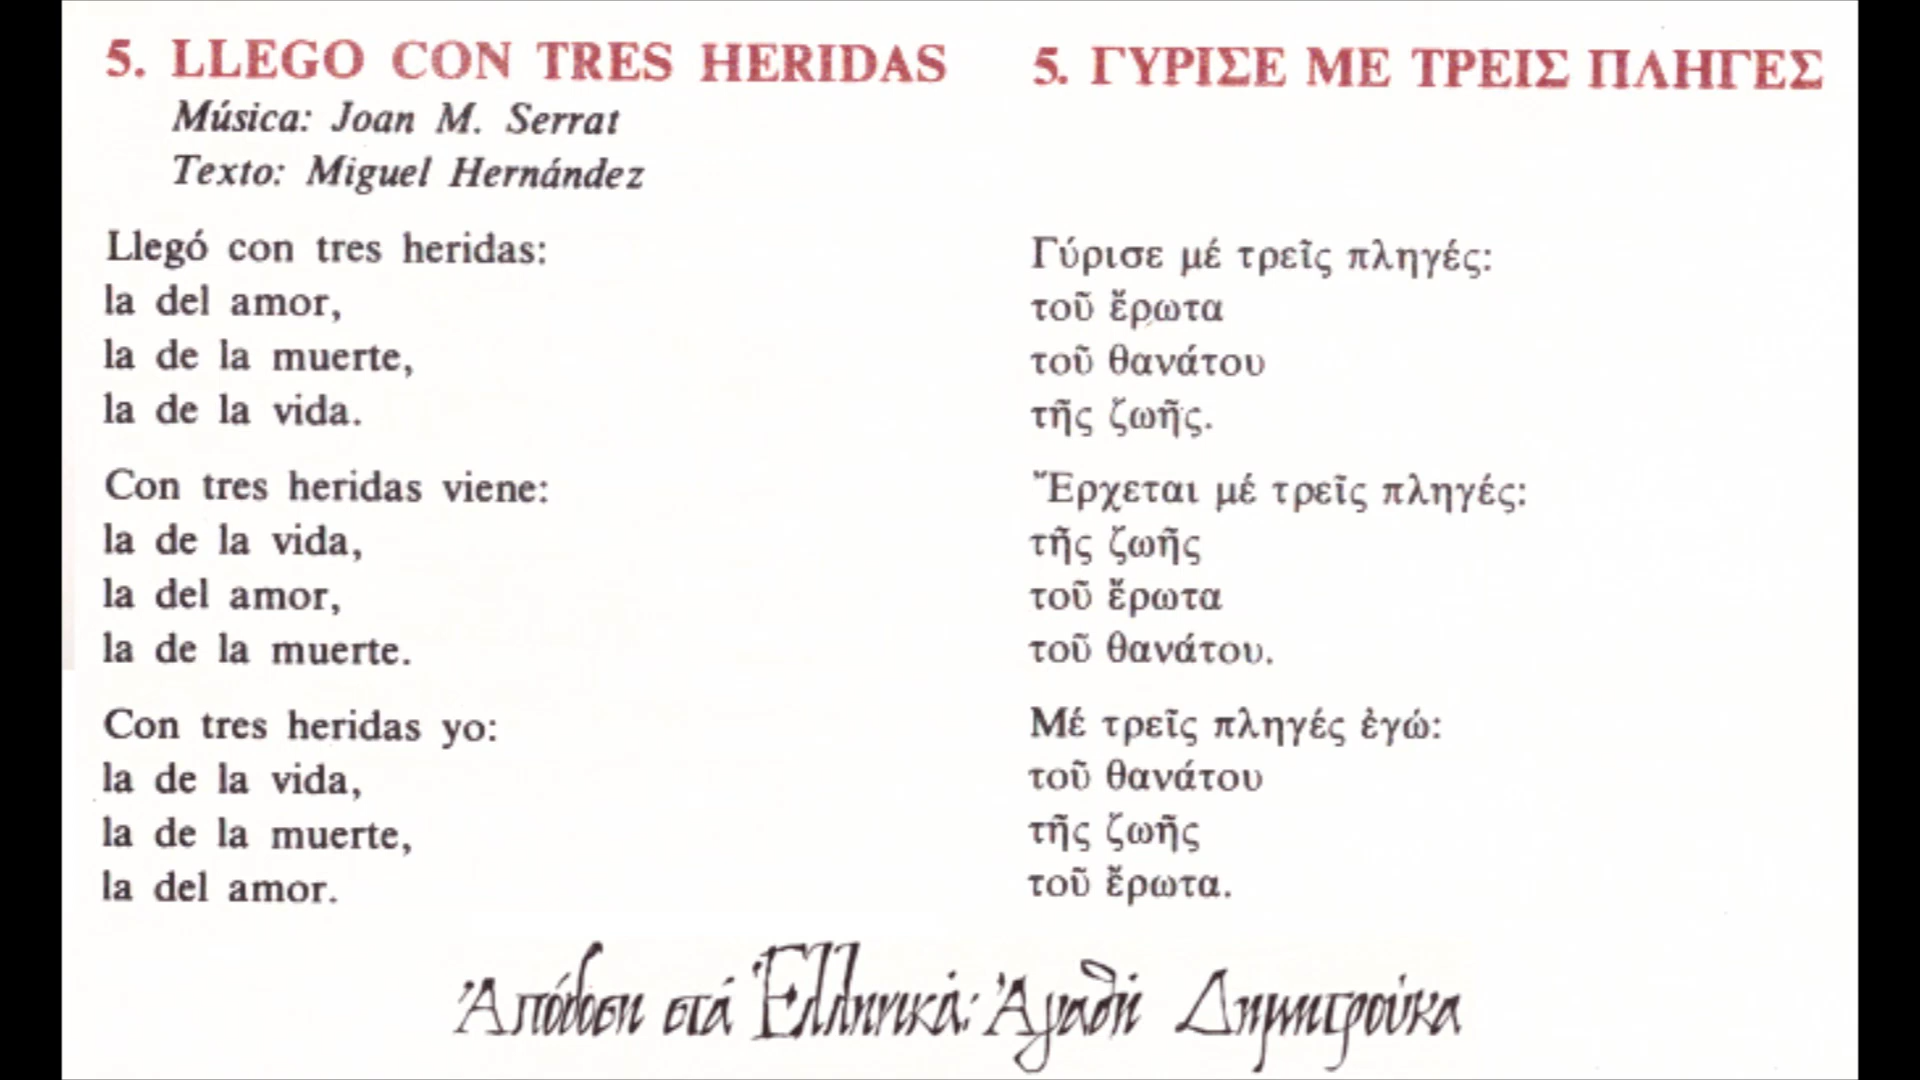 5. LLEGO CON TRES HERIDAS
Música: Joan M. Serrat
Texto: Miguel Hernández
Llegó con tres heridas:
la del amor,
la de la muerte,
la de la vida.
Con tres heridas viene:
la de la vida,
la del amor,
la de la muerte.
Con tres heridas yo:
la de la vida,
la de la muerte,
la del amor.
5. ΓΥΡΙΣΕ ΜΕ ΤΡΕΙΣ ΠΛΗΓΕΣ
Γύρισε μέ τρεῖς πληγές:
τοῦ ἔρωτα
τοῦ θανάτου
τῆς ζωῆς.
Ἔρχεται μέ τρεῖς πληγές:
τῆς ζωῆς
τοῦ ἔρωτα
τοῦ θανάτου.
Μέ τρεῖς πληγές ἐγώ:
τοῦ θανάτου
τῆς ζωῆς
τοῦ ἔρωτα.
Ἀπόδοση στά Ἑλληνικά: Ἀγαθή Δημητρούκα